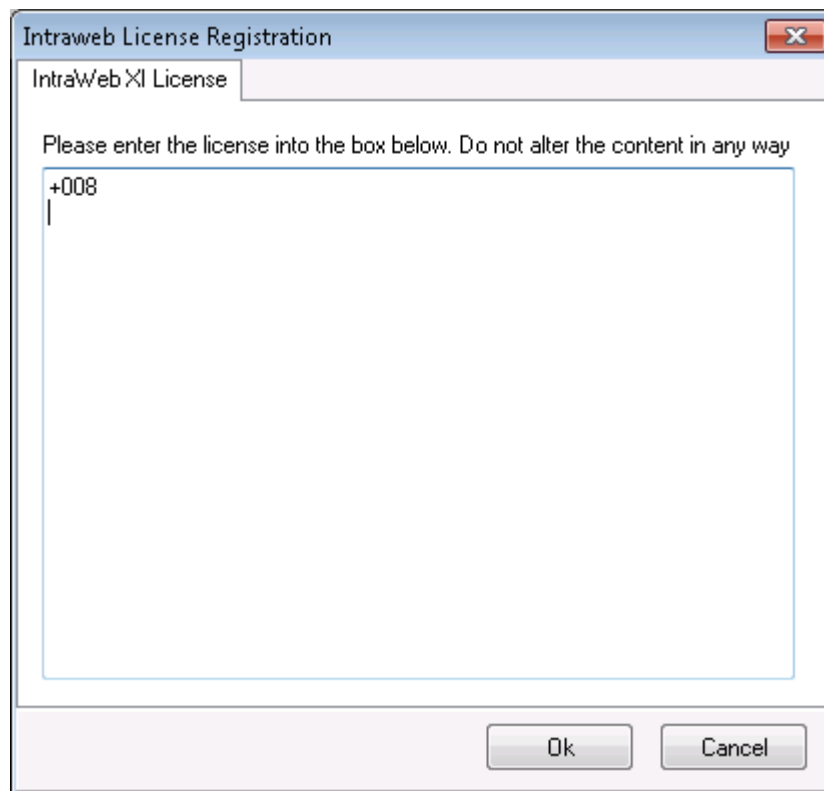 Intraweb License Registration
IntraWeb XI License
Please enter the license into the box below. Do not alter the content in any way
+008
Ok
Cancel